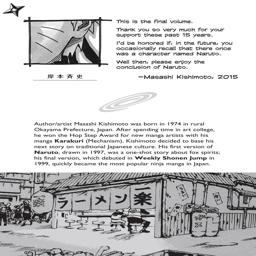 This is the final volume.
Thank you so very much for your
support these past 15 years.
I'd be honored if, in the future, you
occasionally recall that there once
was a character named Naruto.
Well then, please enjoy the
conclusion of Naruto.
岸本斉史
—Masashi Kishimoto, 2015
Author/artist Masashi Kishimoto was born in 1974 in rural
Okayama Prefecture, Japan. After spending time in art college,
he won the Hop Step Award for new manga artists with his
manga Karakuri (Mechanism). Kishimoto decided to base his
next story on traditional Japanese culture. His first version of
Naruto, drawn in 1997, was a one-shot story about fox spirits;
his final version, which debuted in Weekly Shonen Jump in
1999, quickly became the most popular ninja manga in Japan.
ラーメン楽